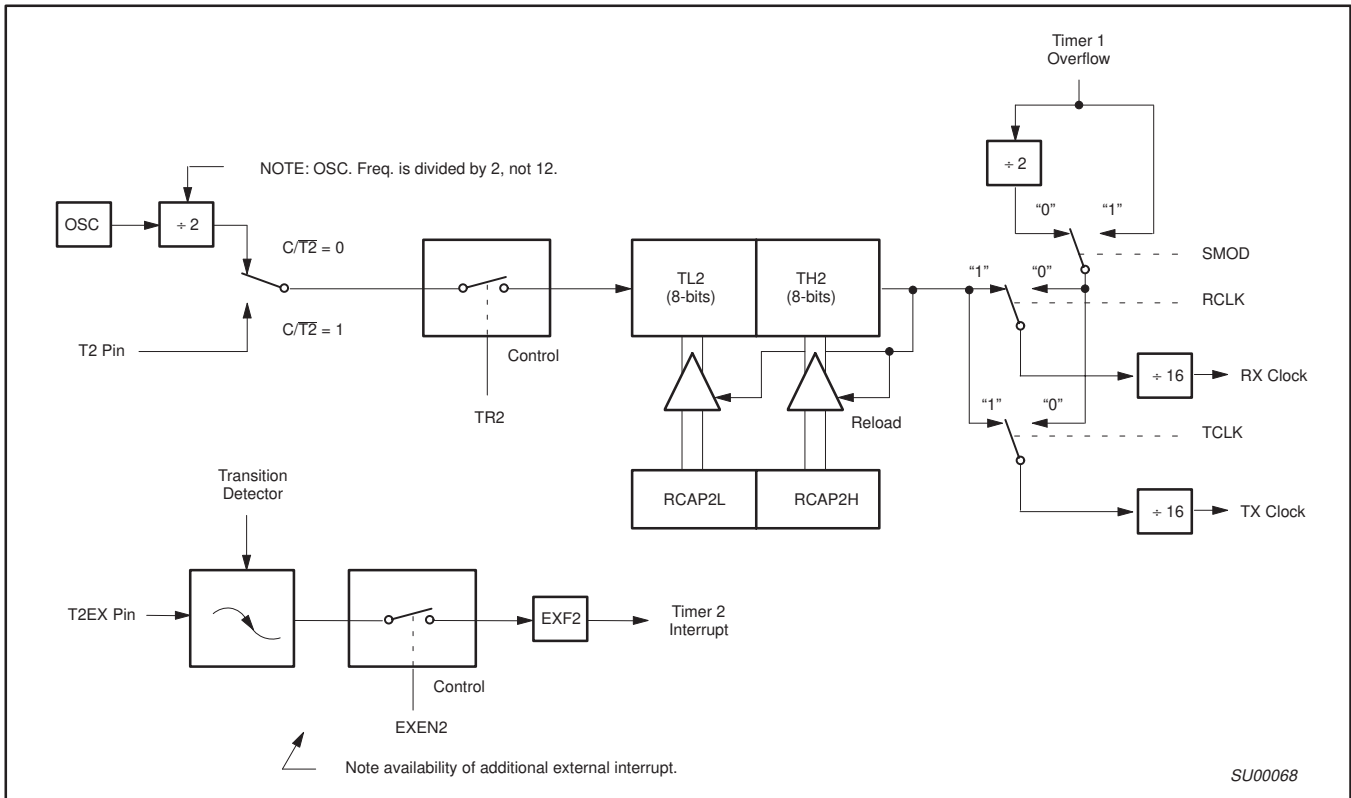 Timer 1
Overflow
÷ 2
NOTE: OSC. Freq. is divided by 2, not 12.
“0” “1”
OSC
÷ 2
C/T2̅ = 0
SMOD
TL2
(8-bits)
TH2
(8-bits)
“1” “0”
RCLK
C/T2̅ = 1
T2 Pin
Control
÷ 16
RX Clock
TR2
Reload
“1” “0”
TCLK
Transition
Detector
RCAP2L
RCAP2H
÷ 16
TX Clock
T2EX Pin
EXF2
Timer 2
Interrupt
Control
EXEN2
Note availability of additional external interrupt.
SU00068